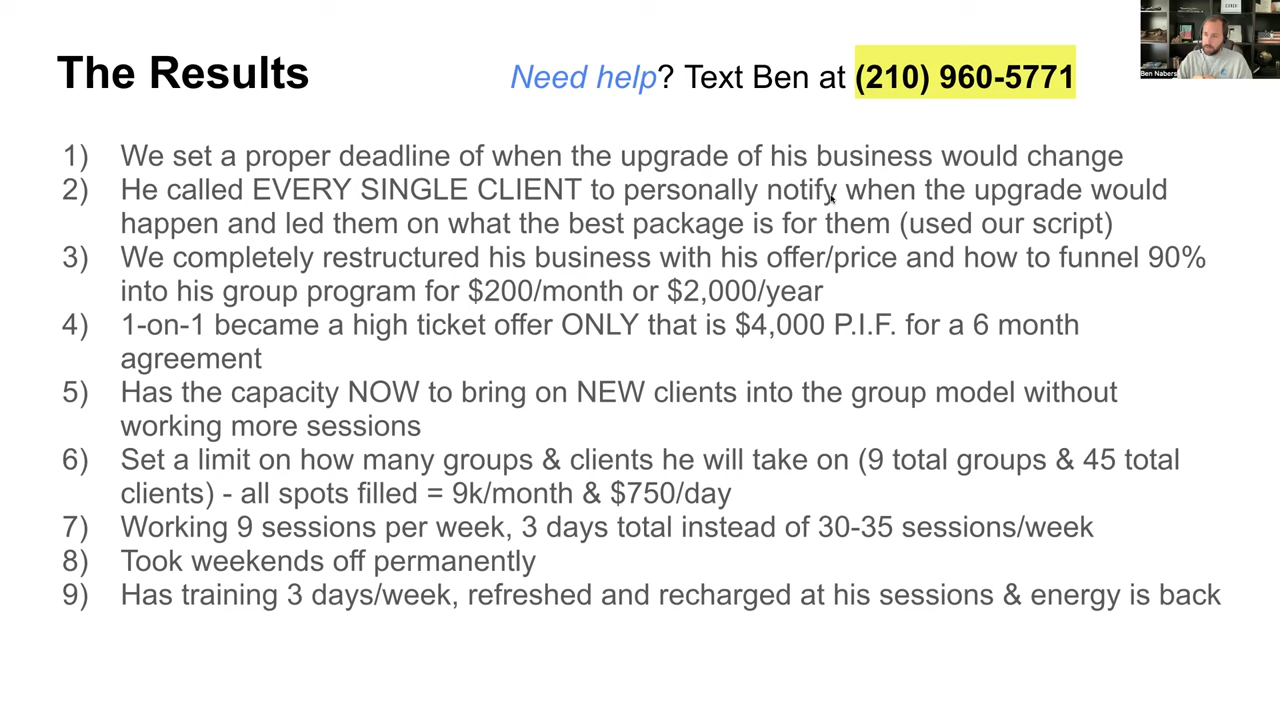 The Results
Need help? Text Ben at (210) 960-5771
Ben Nabers
1) We set a proper deadline of when the upgrade of his business would change
2) He called EVERY SINGLE CLIENT to personally notify when the upgrade would
happen and led them on what the best package is for them (used our script)
3) We completely restructured his business with his offer/price and how to funnel 90%
into his group program for $200/month or $2,000/year
4) 1-on-1 became a high ticket offer ONLY that is $4,000 P.I.F. for a 6 month
agreement
5) Has the capacity NOW to bring on NEW clients into the group model without
working more sessions
6) Set a limit on how many groups & clients he will take on (9 total groups & 45 total
clients) - all spots filled = 9k/month & $750/day
7) Working 9 sessions per week, 3 days total instead of 30-35 sessions/week
8) Took weekends off permanently
9) Has training 3 days/week, refreshed and recharged at his sessions & energy is back